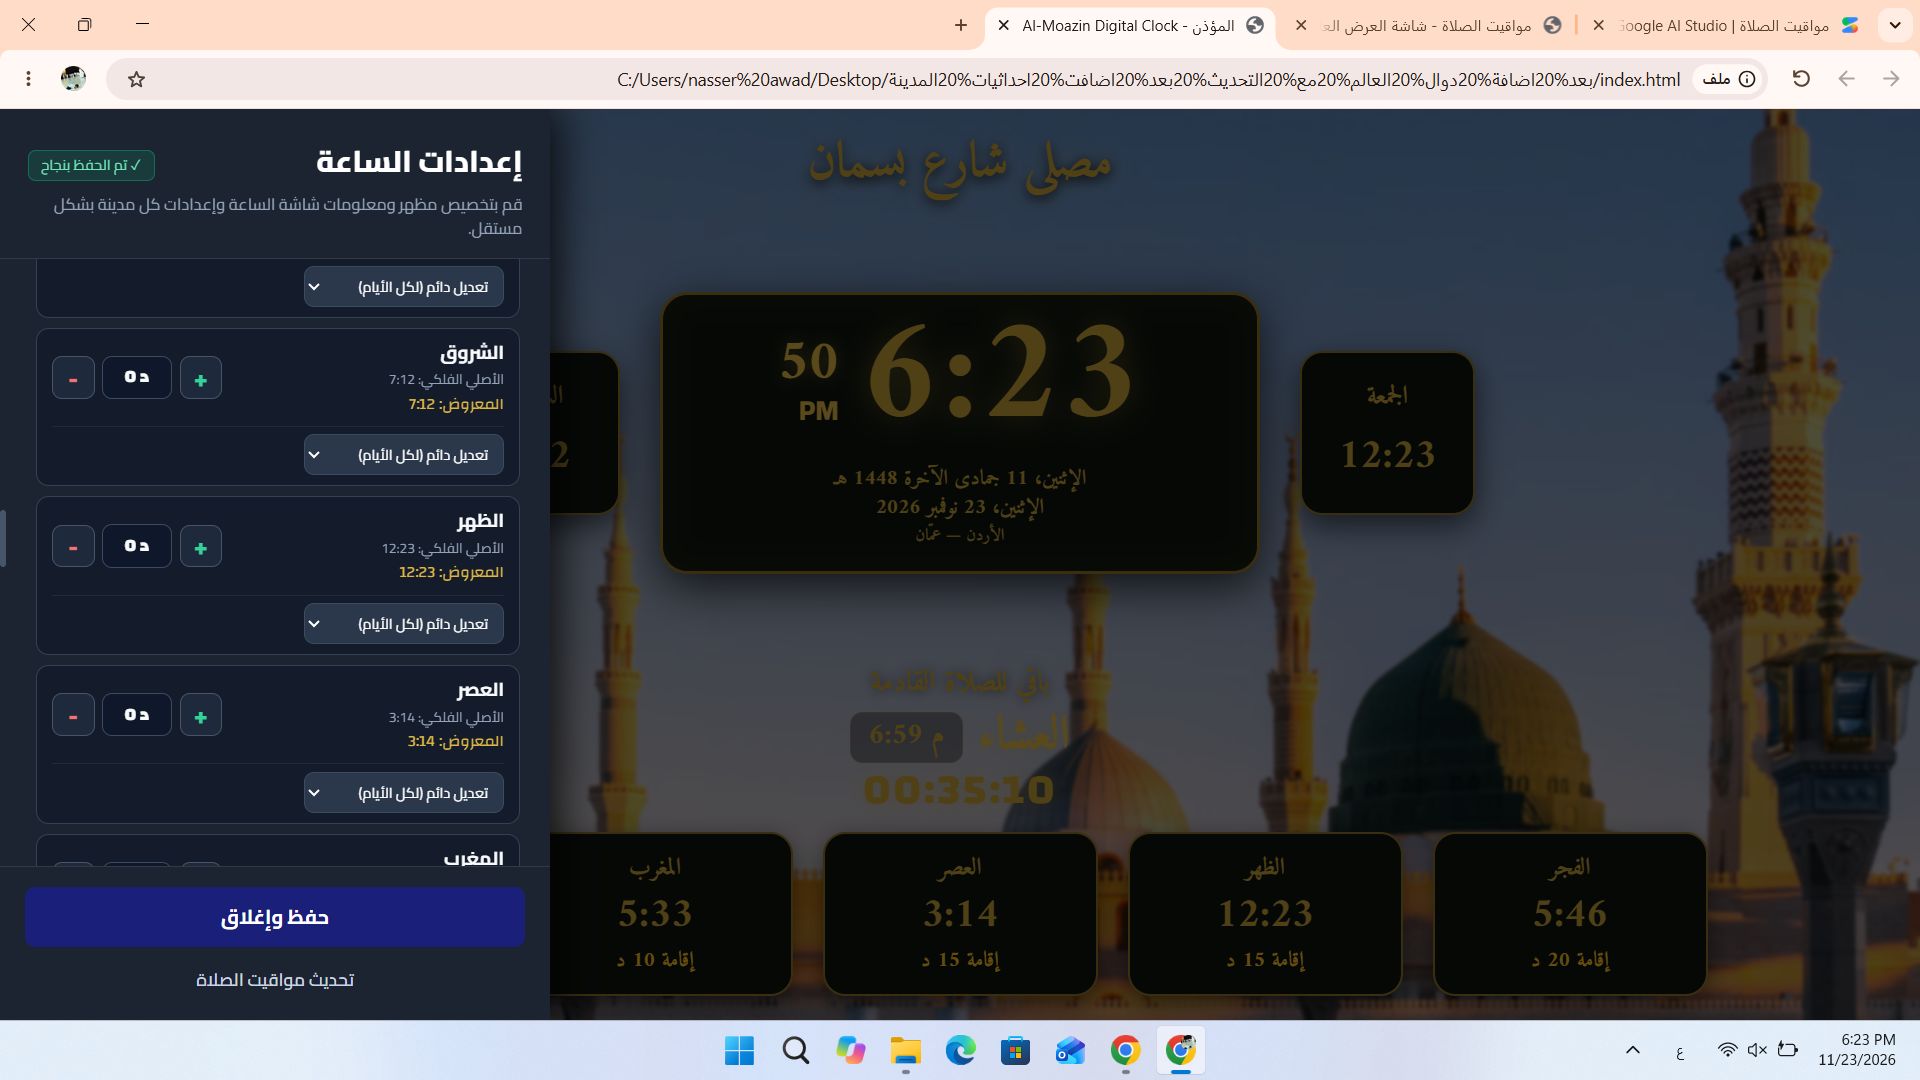 مواقيت الصلاة | Google AI Studio
مواقيت الصلاة - شاشة العرض
المؤذن - Al-Moazin Digital Clock
ملف
C:/Users/nasser%20awad/Desktop/بعد%20اضافة%20دوال%20العالم%20مع%20التحديث%20بعد%20اضافت%20احداثيات%20المدينة/index.html
إعدادات الساعة
✓ تم الحفظ بنجاح
قم بتخصيص مظهر ومعلومات شاشة الساعة وإعدادات كل مدينة بشكل
مستقل.
تعديل دائم (لكل الأيام)
الشروق
الأصلي الفلكي: 7:12
المعروض: 7:12
+
0 د
-
تعديل دائم (لكل الأيام)
الظهر
الأصلي الفلكي: 12:23
المعروض: 12:23
+
0 د
-
تعديل دائم (لكل الأيام)
العصر
الأصلي الفلكي: 3:14
المعروض: 3:14
+
0 د
-
تعديل دائم (لكل الأيام)
المغرب
حفظ وإغلاق
تحديث مواقيت الصلاة
مصلى شارع بسمان
الجمعة
12:23
6:23
50
PM
الإثنين، 11 جمادى الآخرة 1448 هـ
الإثنين، 23 نوفمبر 2026
الأردن — عمّان
2
باقي للصلاة القادمة
العشاء
6:59 م
00:35:10
الفجر
5:46
إقامة 20 د
الظهر
12:23
إقامة 15 د
العصر
3:14
إقامة 15 د
المغرب
5:33
إقامة 10 د
ع
6:23 PM
11/23/2026